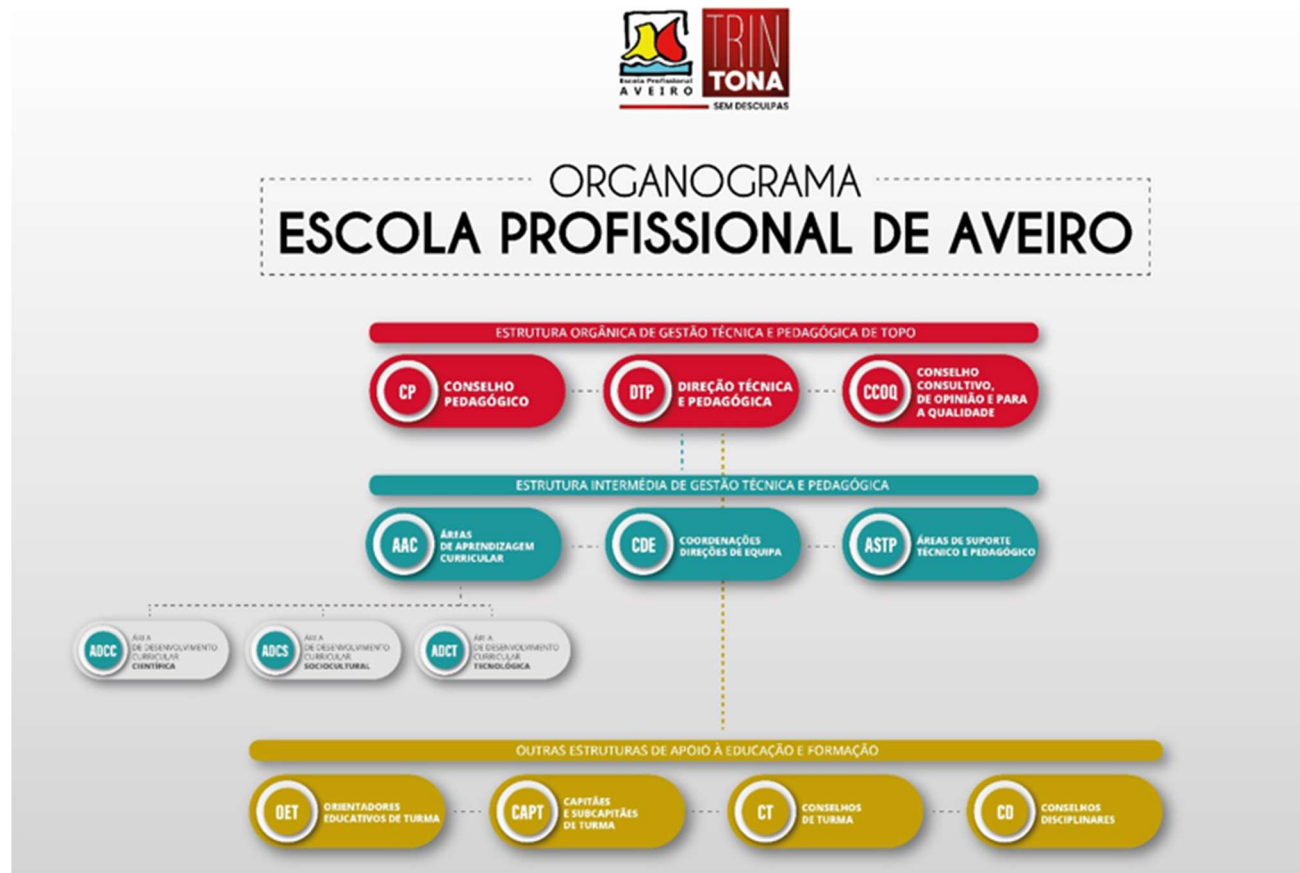 Escola Profissional
AVEIRO
TRIN
TONA
SEM DESCULPAS
ORGANOGRAMA
ESCOLA PROFISSIONAL DE AVEIRO
ESTRUTURA ORGÂNICA DE GESTÃO TÉCNICA E PEDAGÓGICA DE TOPO
CP
CONSELHO
PEDAGÓGICO
DTP
DIREÇÃO TÉCNICA
E PEDAGÓGICA
CCOQ
CONSELHO
CONSULTIVO,
DE OPINIÃO E PARA
A QUALIDADE
ESTRUTURA INTERMÉDIA DE GESTÃO TÉCNICA E PEDAGÓGICA
AAC
ÁREAS
DE APRENDIZAGEM
CURRICULAR
CDE
COORDENAÇÕES
DIREÇÕES DE EQUIPA
ASTP
ÁREAS DE SUPORTE
TÉCNICO E PEDAGÓGICO
ADCC
ÁREA
DE DESENVOLVIMENTO
CURRICULAR
CIENTÍFICA
ADCS
ÁREA
DE DESENVOLVIMENTO
CURRICULAR
SOCIOCULTURAL
ADCT
ÁREA
DE DESENVOLVIMENTO
CURRICULAR
TECNOLÓGICA
OUTRAS ESTRUTURAS DE APOIO À EDUCAÇÃO E FORMAÇÃO
OET
ORIENTADORES
EDUCATIVOS DE TURMA
CAPT
CAPITÃES
E SUBCAPITÃES
DE TURMA
CT
CONSELHOS
DE TURMA
CD
CONSELHOS
DISCIPLINARES